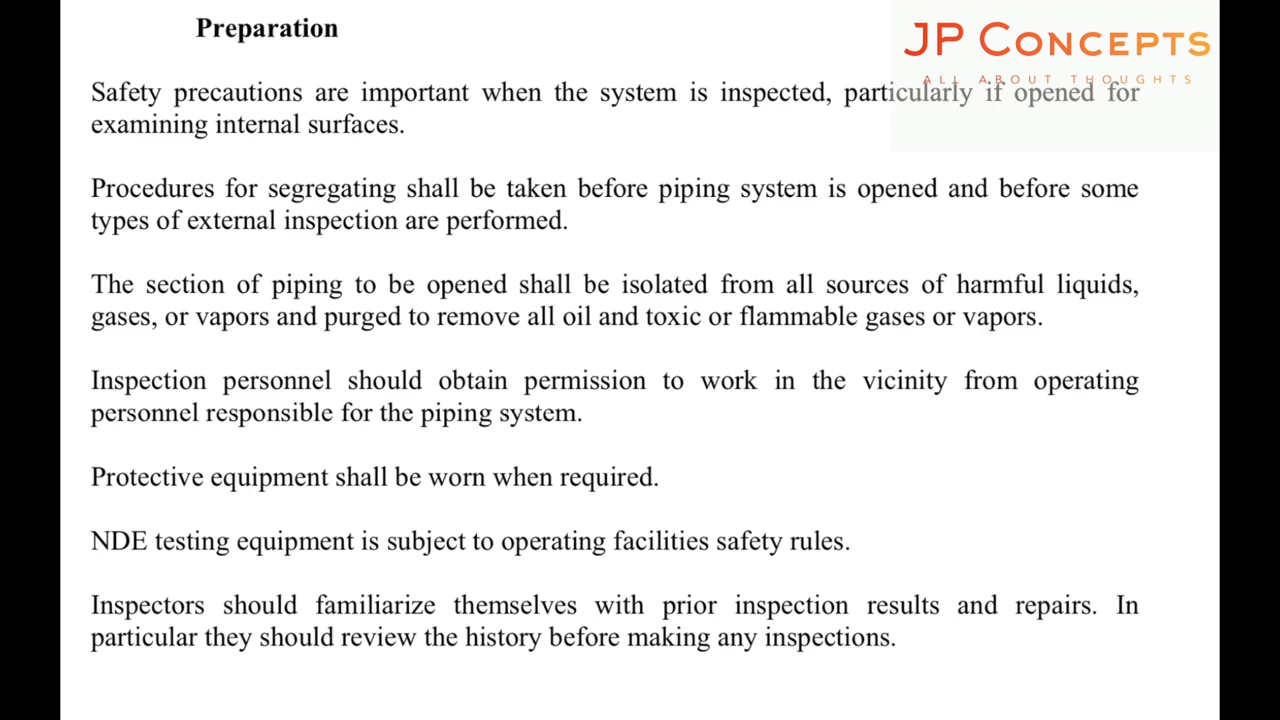 Preparation
JP CONCEPTS
ALL ABOUT THOUGHTS
Safety precautions are important when the system is inspected, particularly if opened for
examining internal surfaces.
Procedures for segregating shall be taken before piping system is opened and before some
types of external inspection are performed.
The section of piping to be opened shall be isolated from all sources of harmful liquids,
gases, or vapors and purged to remove all oil and toxic or flammable gases or vapors.
Inspection personnel should obtain permission to work in the vicinity from operating
personnel responsible for the piping system.
Protective equipment shall be worn when required.
NDE testing equipment is subject to operating facilities safety rules.
Inspectors should familiarize themselves with prior inspection results and repairs. In
particular they should review the history before making any inspections.